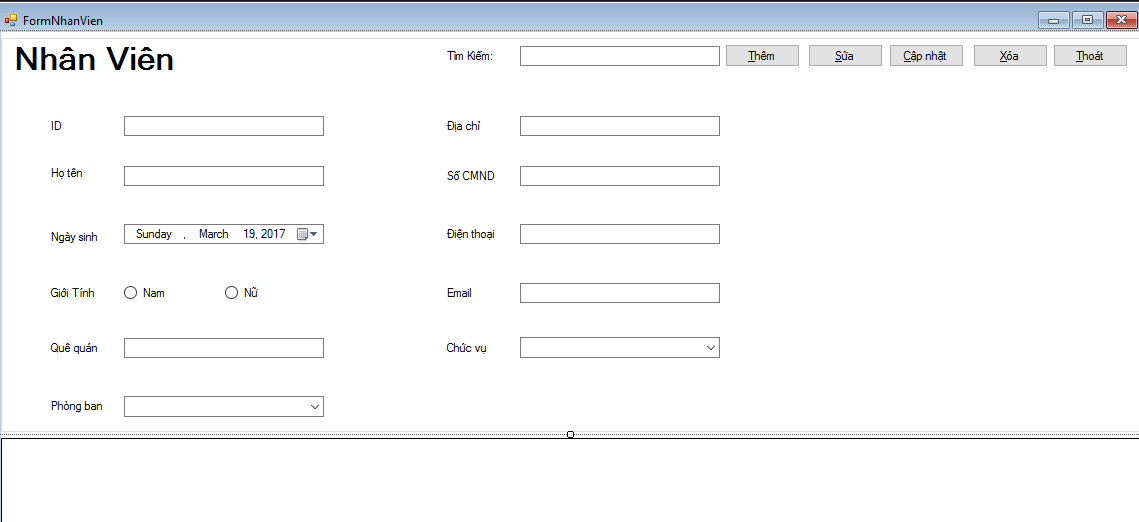 FormNhanVien
Nhân Viên
Tìm Kiếm:
Thêm
Sửa
Cập nhật
Xóa
Thoát
ID
Địa chỉ
Họ tên
Số CMND
Ngày sinh
Sunday , March 19, 2017
Điện thoại
Giới Tính
Nam
Nữ
Email
Quê quán
Chức vụ
Phòng ban